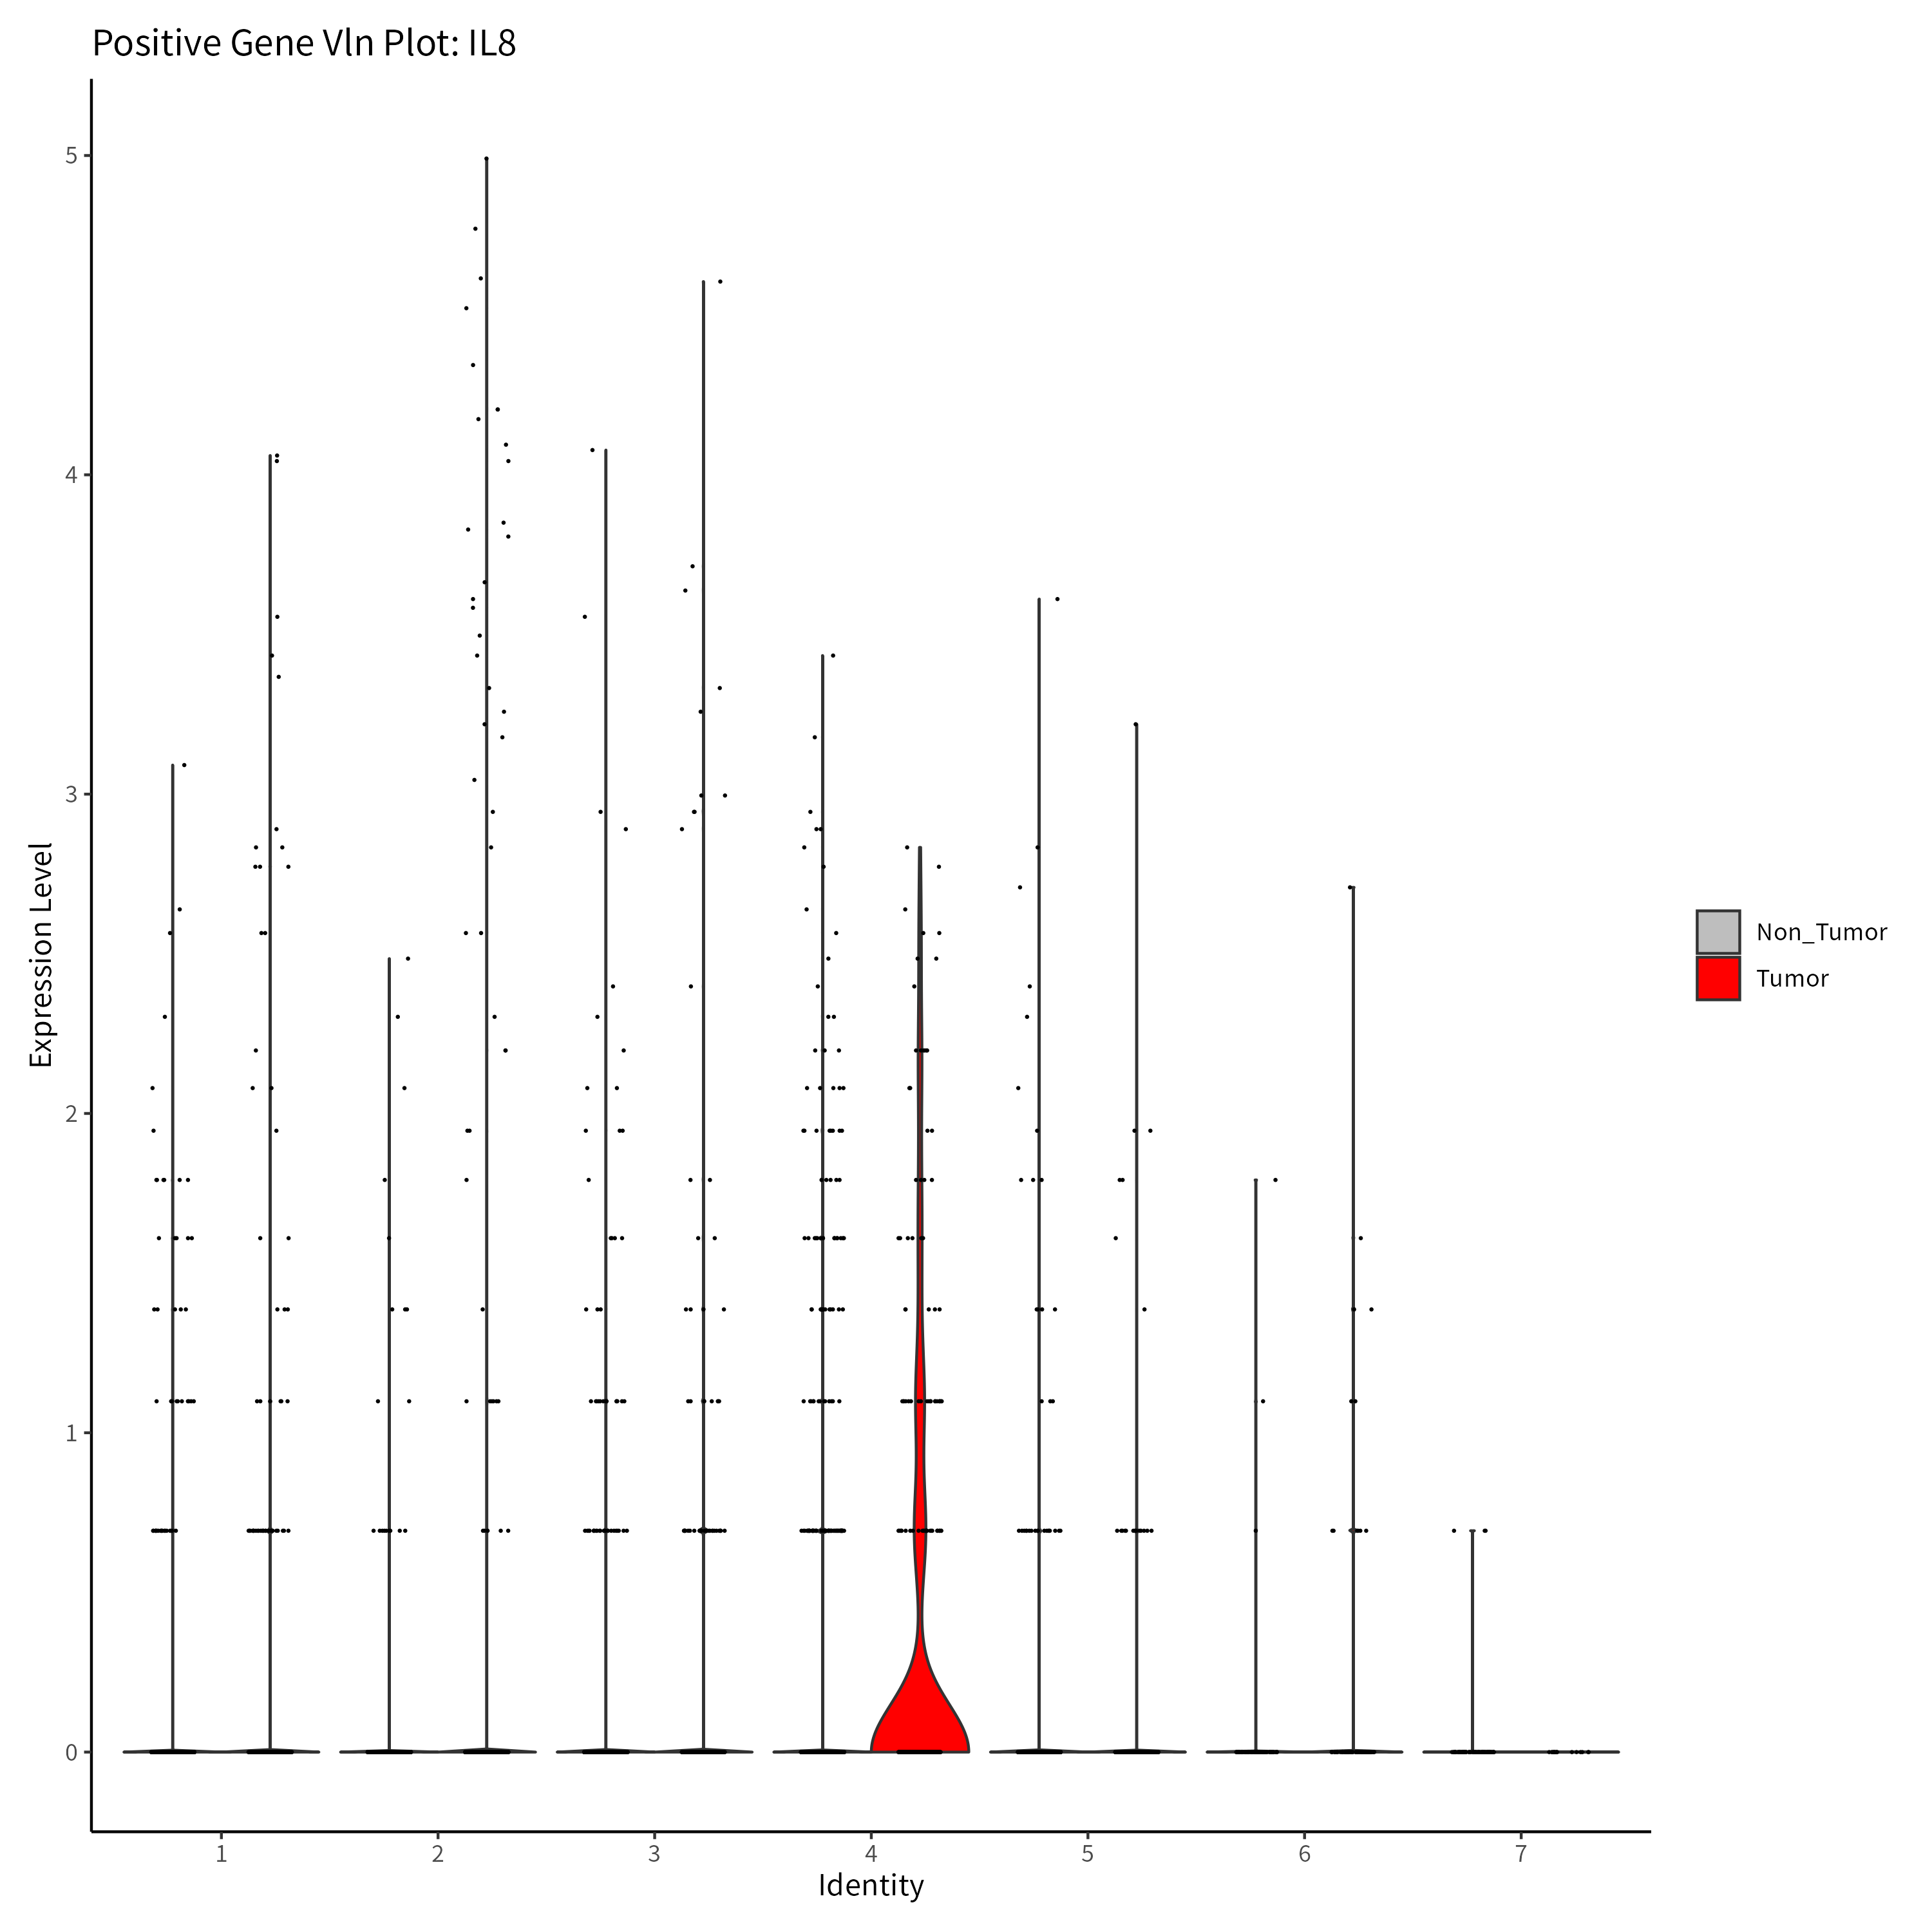 Positive Gene Vln Plot: IL8
5
4
3
2
1
0
Expression Level
1 2 3 4 5 6 7
Identity
Non_Tumor
Tumor